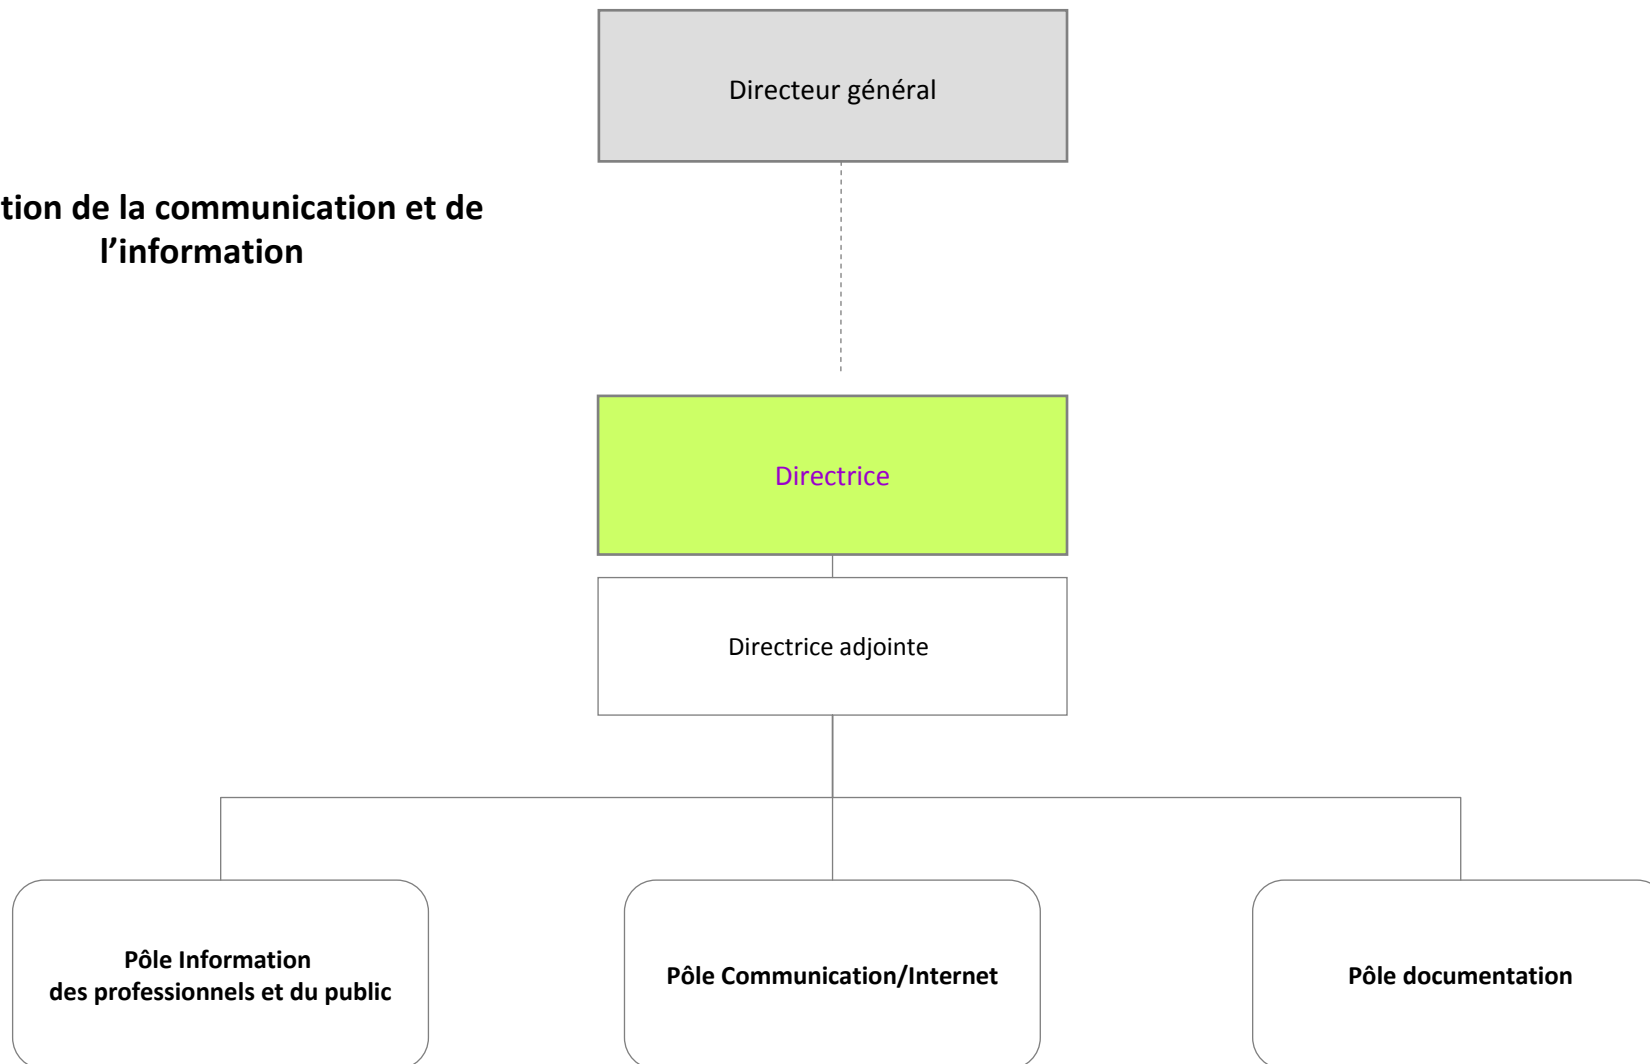 Directeur général
tion de la communication et de
l’information
Directrice
Directrice adjointe
Pôle Information
des professionnels et du public
Pôle Communication/Internet
Pôle documentation